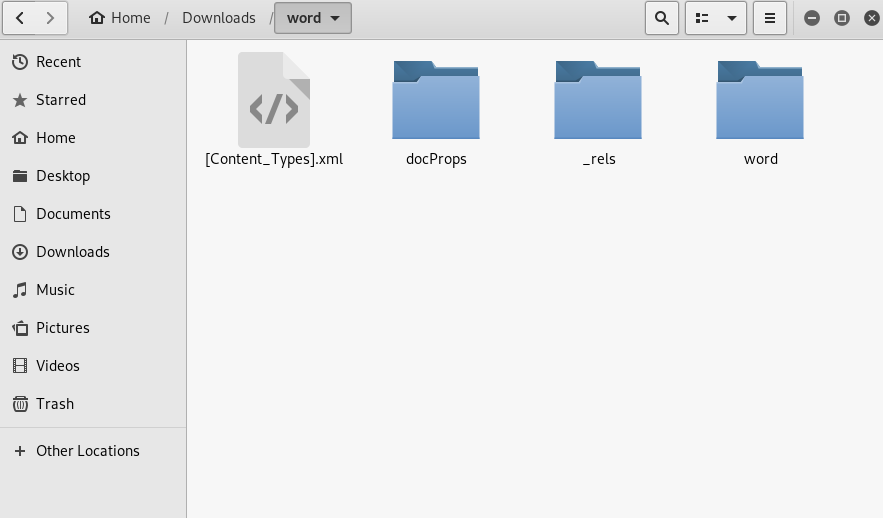 Home / Downloads / word
Recent
Starred
Home
Desktop
Documents
Downloads
Music
Pictures
Videos
Trash
Other Locations
</>
[Content_Types].xml
docProps
_rels
word